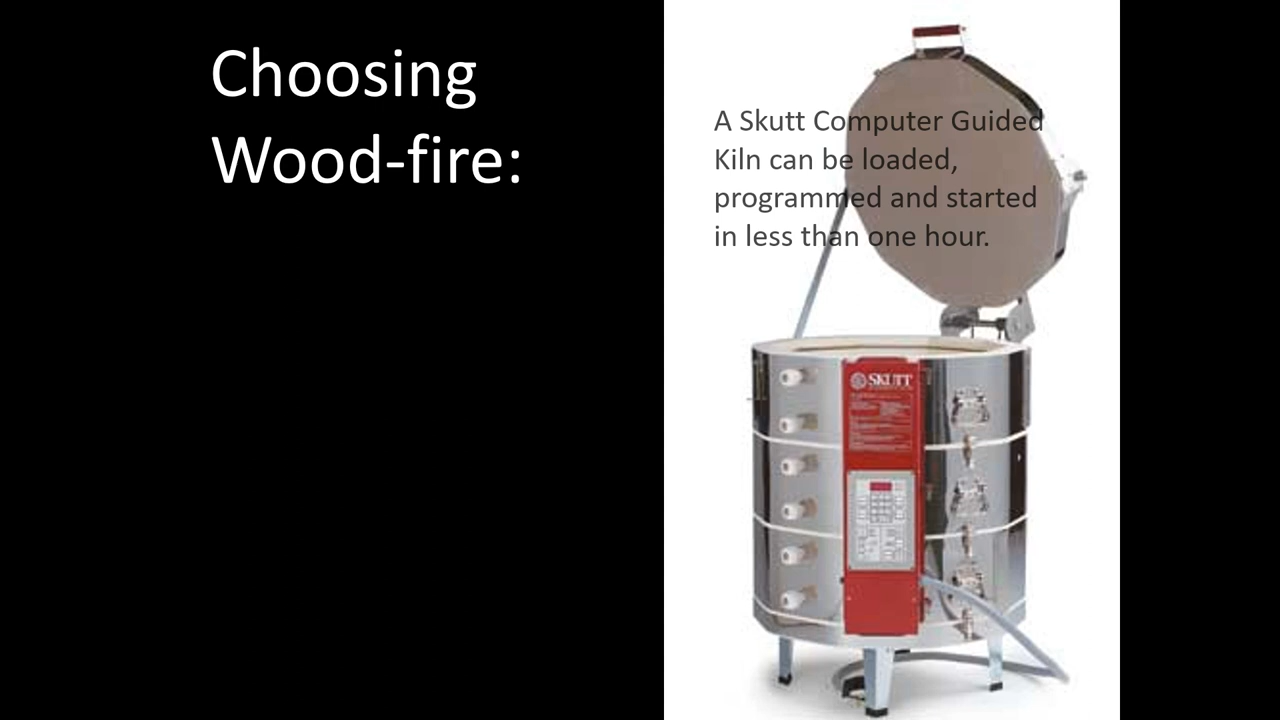 Choosing
Wood-fire:
A Skutt Computer Guided
Kiln can be loaded,
programmed and started
in less than one hour.
SKUTT